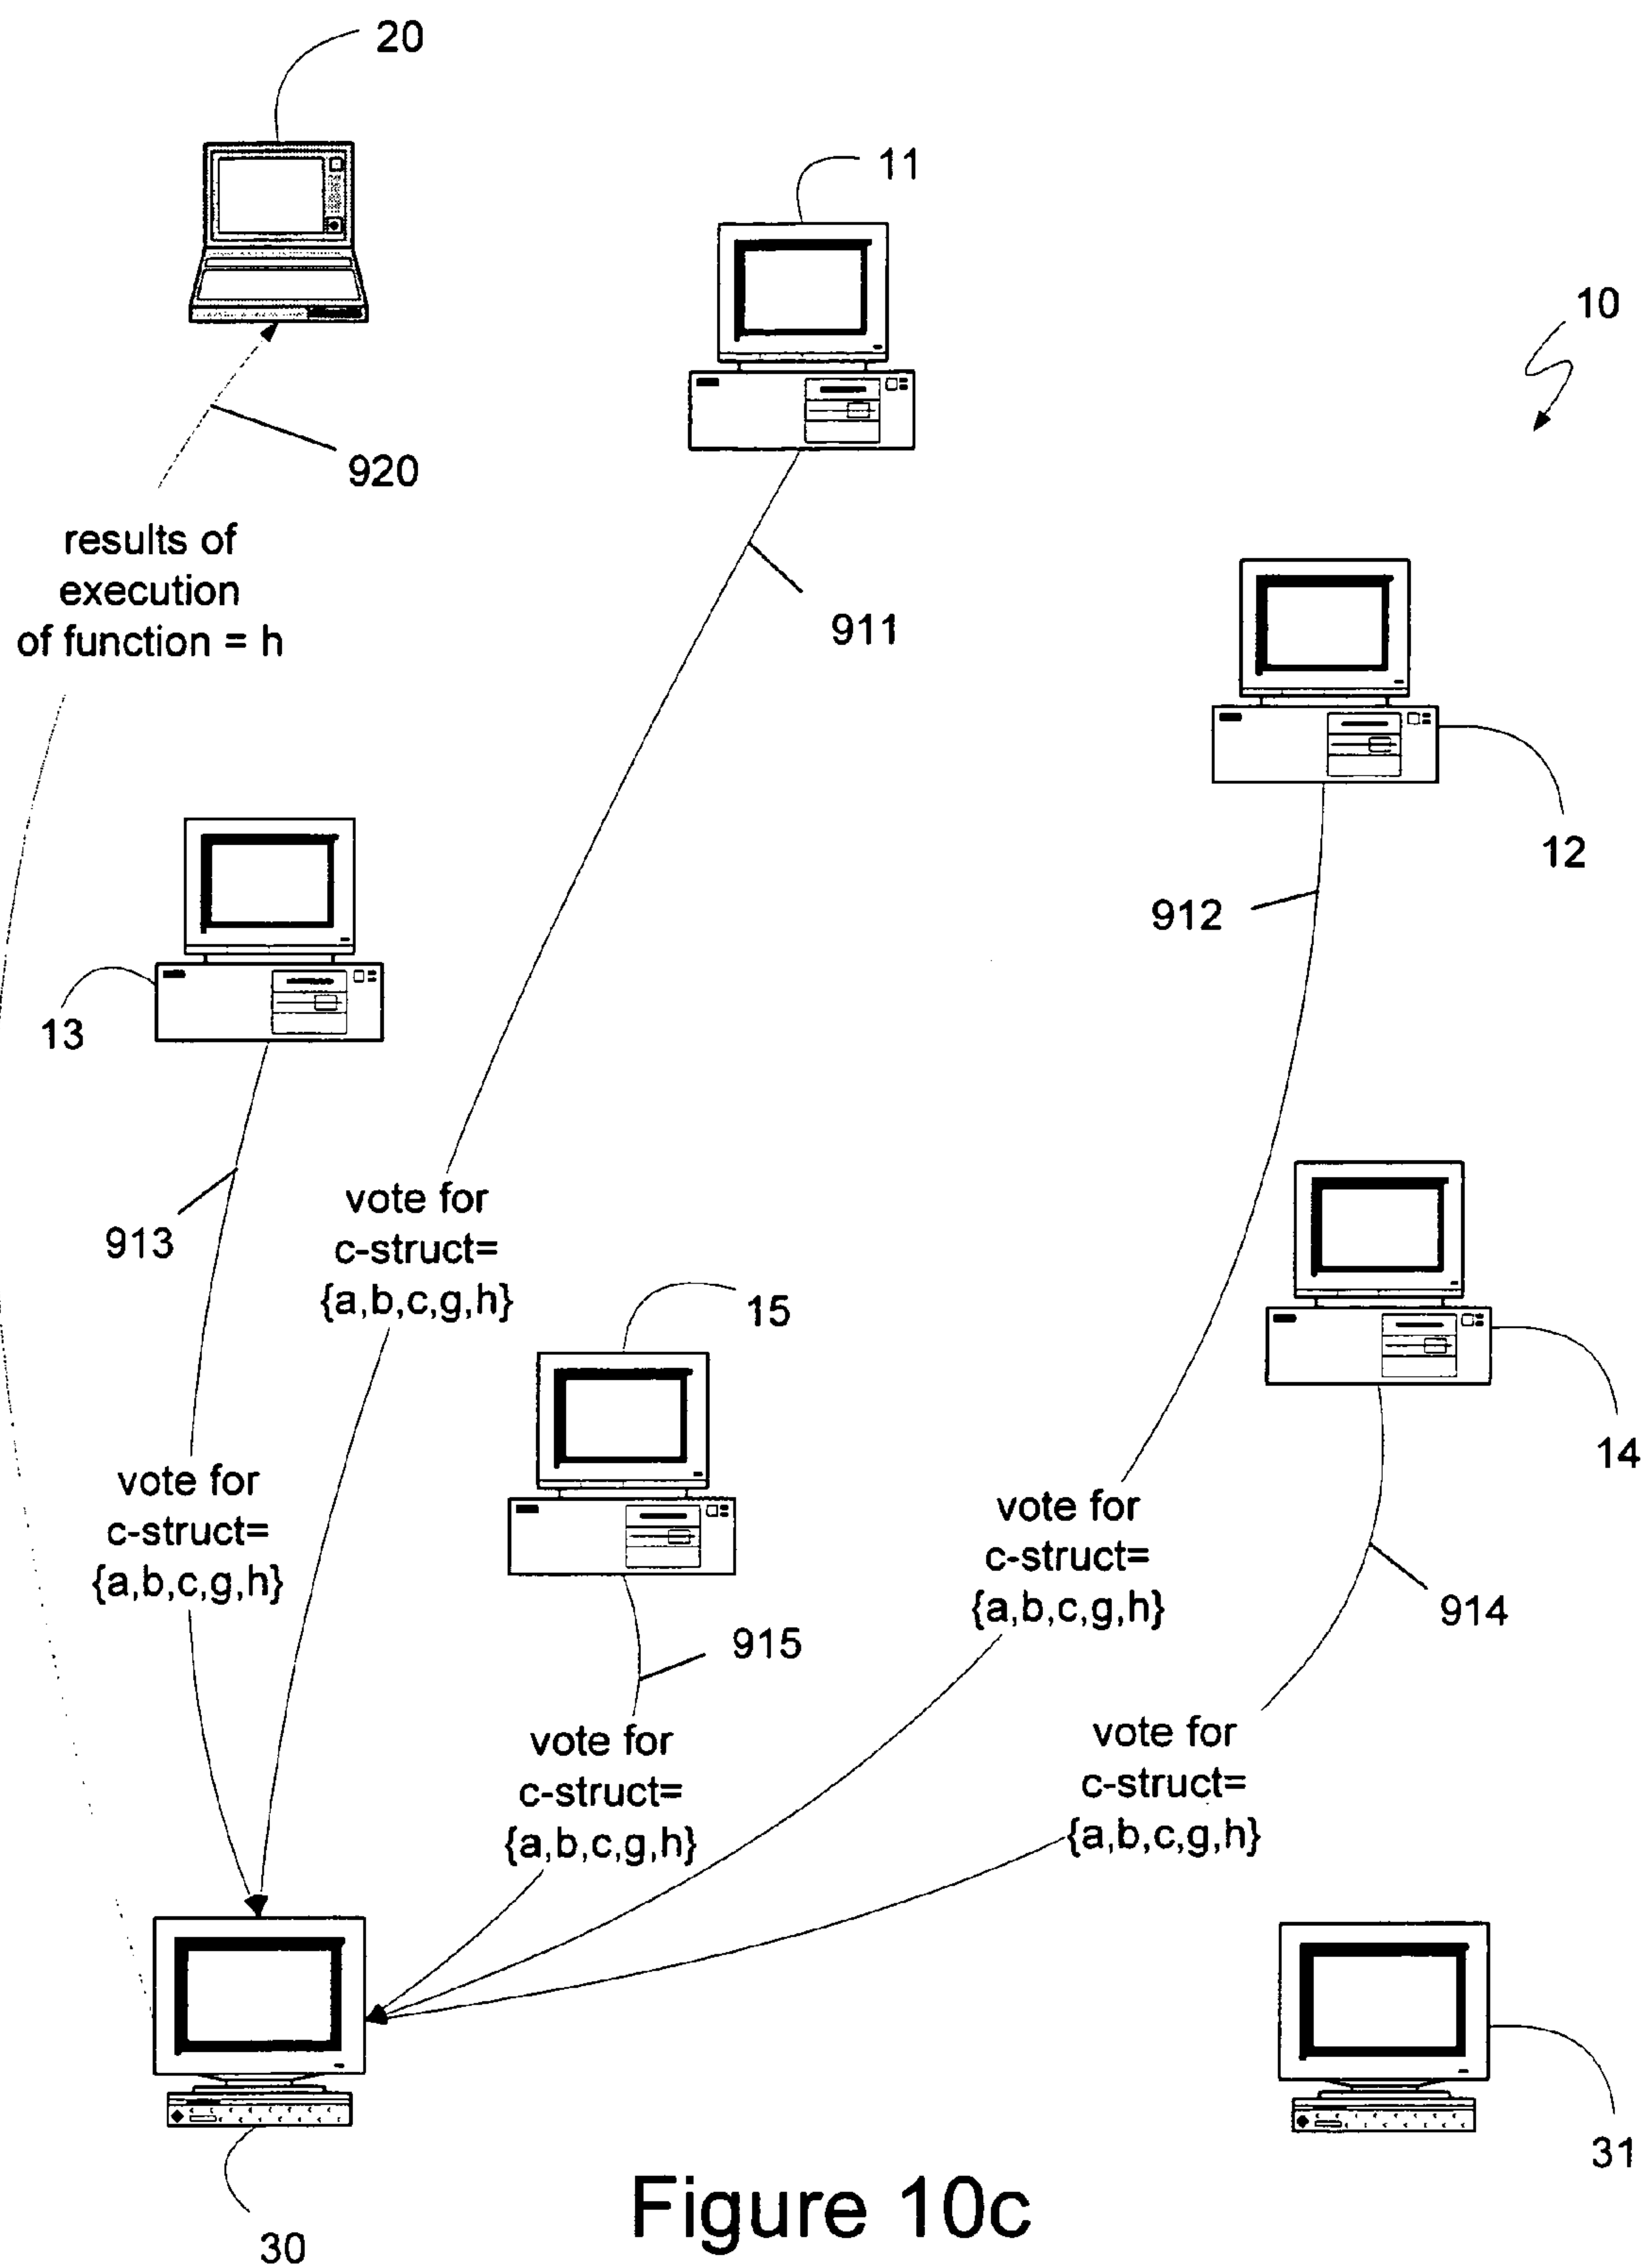 20
11
10
920
results of
execution
of function = h
911
12
912
13
913
vote for
c-struct=
{a,b,c,g,h}
15
14
vote for
c-struct=
{a,b,c,g,h}
vote for
c-struct=
{a,b,c,g,h}
914
915
vote for
c-struct=
{a,b,c,g,h}
vote for
c-struct=
{a,b,c,g,h}
31
30
Figure 10c